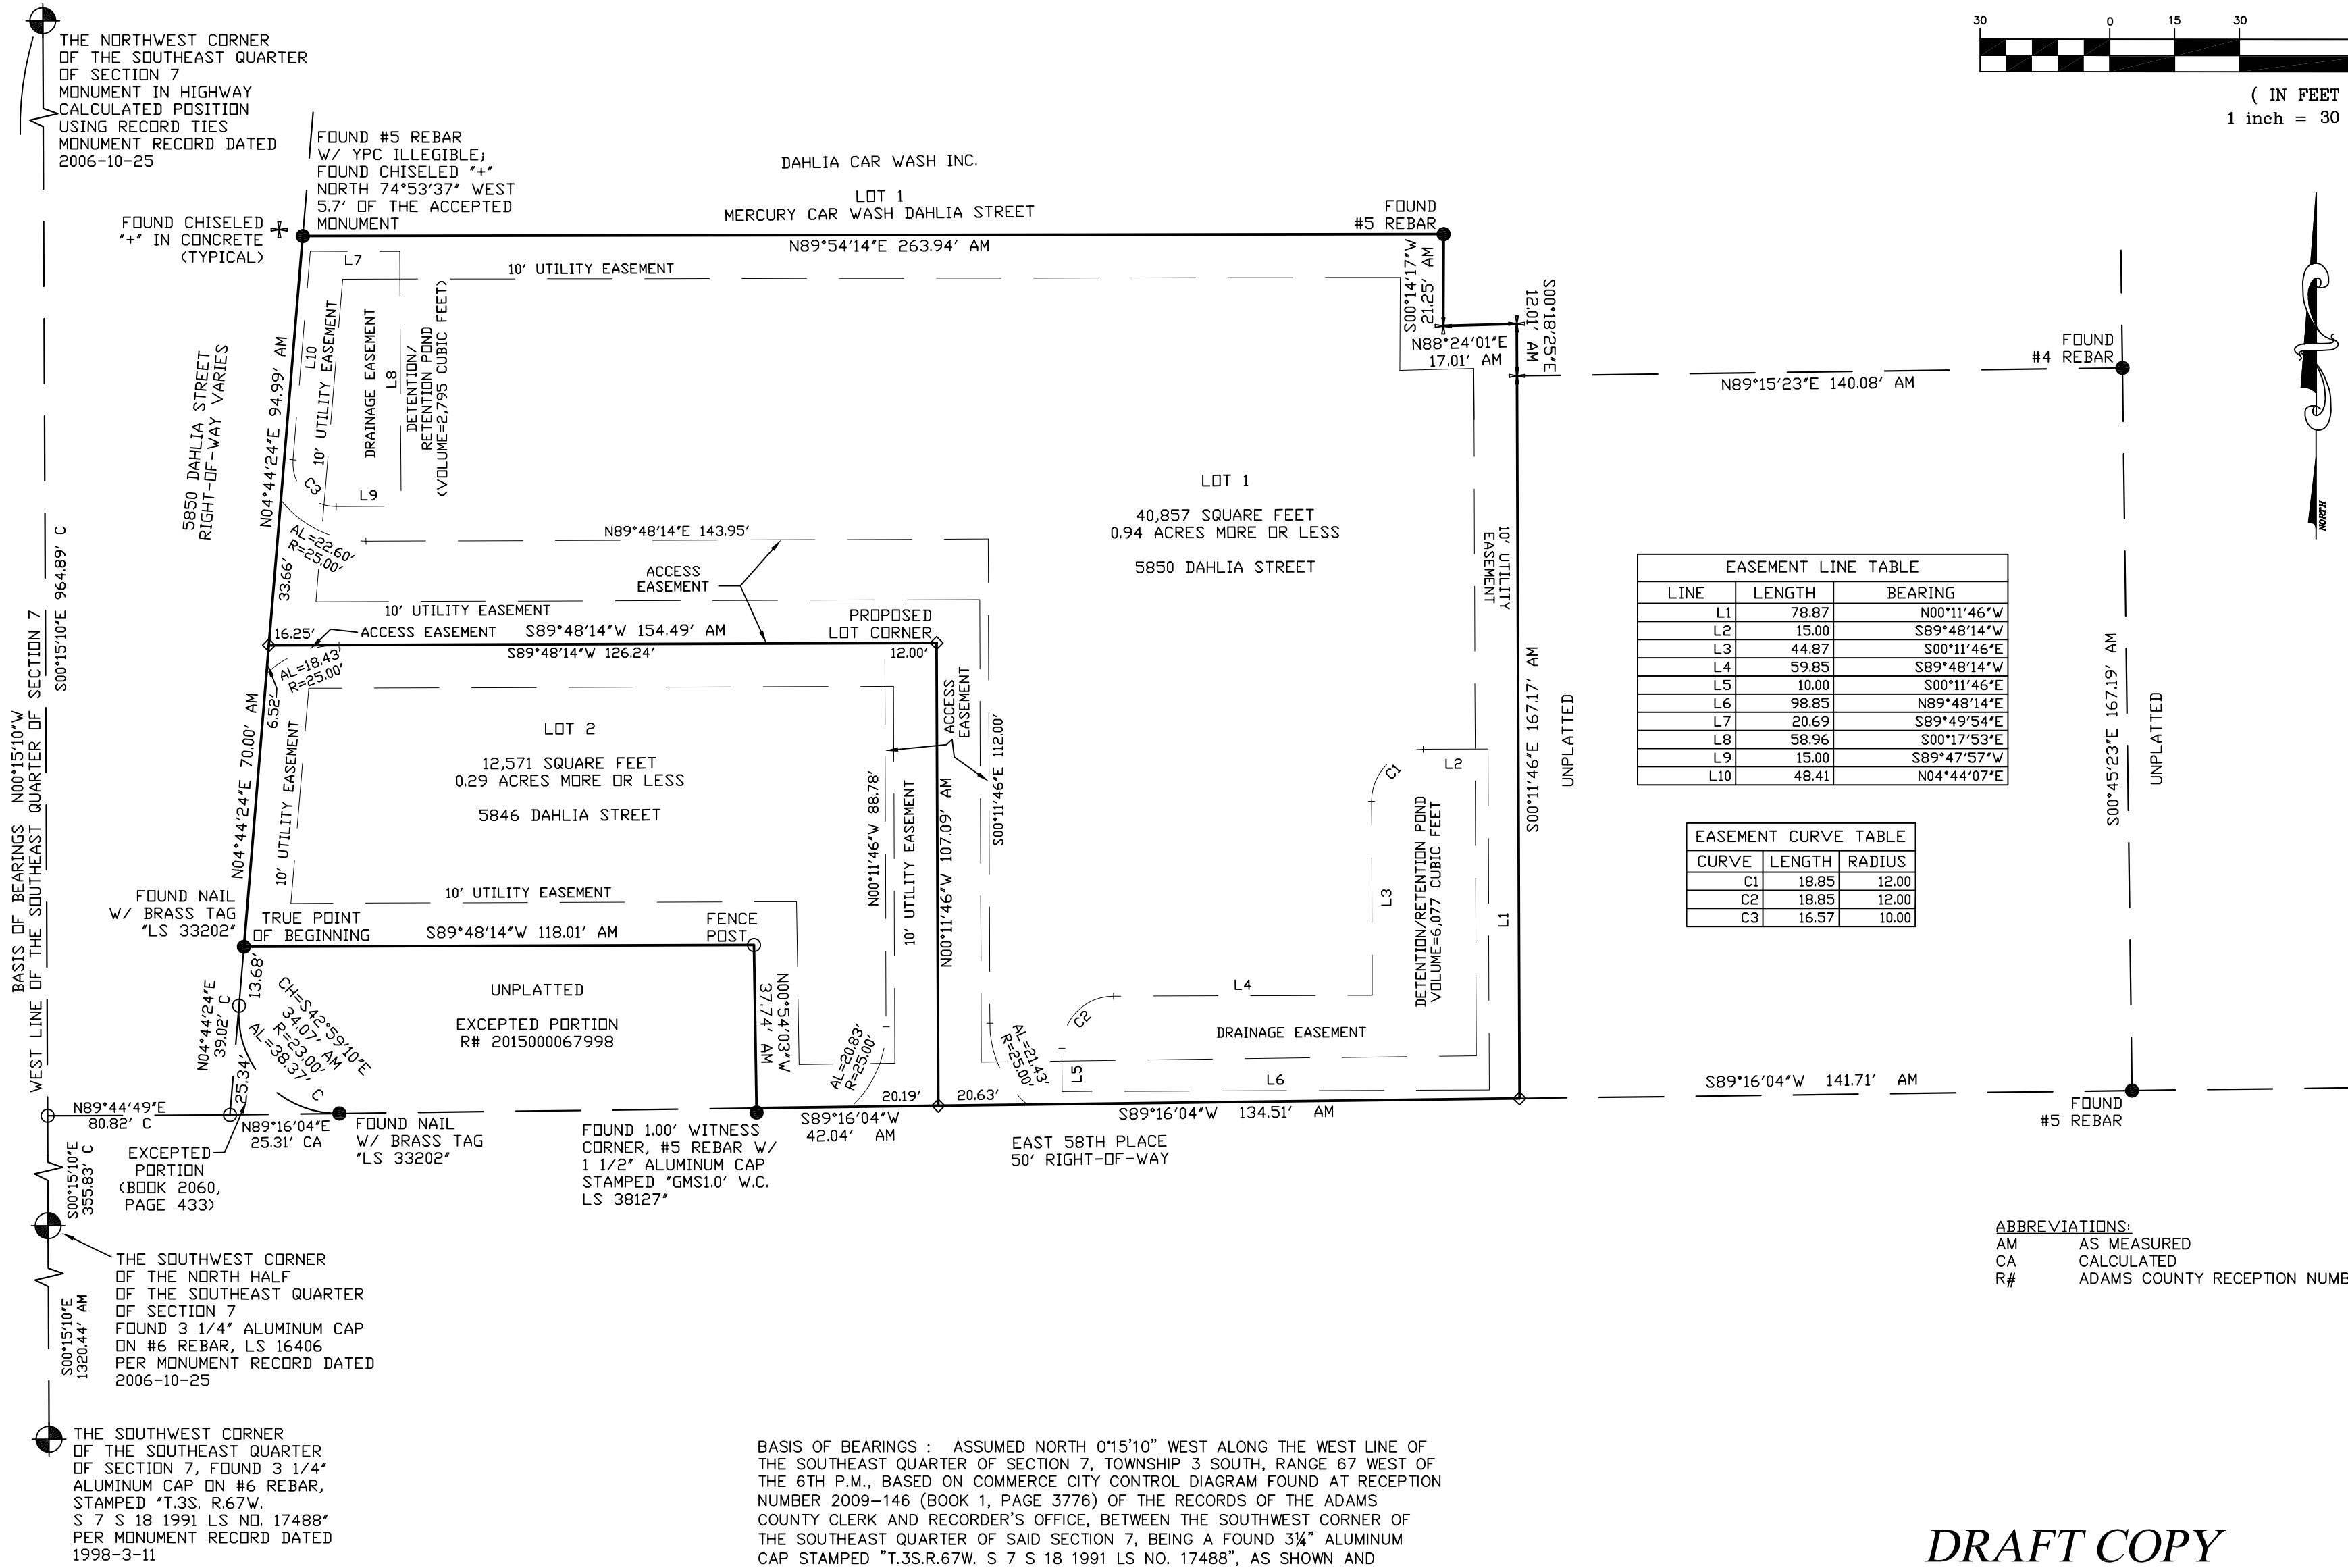 THE NORTHWEST CORNER
OF THE SOUTHEAST QUARTER
OF SECTION 7
MONUMENT IN HIGHWAY
CALCULATED POSITION
USING RECORD TIES
MONUMENT RECORD DATED
2006-10-25
FOUND #5 REBAR
W/ YPC ILLEGIBLE;
FOUND CHISELED "+"
NORTH 74°53'37" WEST
5.7' OF THE ACCEPTED
MONUMENT
FOUND CHISELED
"+" IN CONCRETE
(TYPICAL)
DAHLIA CAR WASH INC.
LOT 1
MERCURY CAR WASH DAHLIA STREET
N89°54'14"E 263.94' AM
FOUND
#5 REBAR
30 0 15 30
( IN FEET
1 inch = 30
NORTH
S00°14'17"W
21.25' AM
N88°24'01"E
17.01' AM
S00°18'25"E
12.01' AM
FOUND
#4 REBAR
N89°15'23"E 140.08' AM
L7
10' UTILITY EASEMENT
L10
10' UTILITY EASEMENT
DRAINAGE EASEMENT
L8
DETENTION/
RETENTION POND
(VOLUME=2,795 CUBIC FEET)
C3
L9
5850 DAHLIA STREET
RIGHT-OF-WAY VARIES
N04°44'24"E 94.99' AM
AL=22.60'
R=25.00'
33.66'
N89°48'14"E 143.95'
ACCESS
EASEMENT
10' UTILITY EASEMENT
PROPOSED
LOT CORNER
16.25'
ACCESS EASEMENT
S89°48'14"W 154.49' AM
S89°48'14"W 126.24'
12.00'
AL=18.43'
R=25.00'
6.52'
LOT 1
40,857 SQUARE FEET
0.94 ACRES MORE OR LESS
5850 DAHLIA STREET
10' UTILITY
EASEMENT
S00°11'46"E 167.17' AM
UNPLATTED
EASEMENT LINE TABLE
LINE LENGTH BEARING
L1 78.87 N00°11'46"W
L2 15.00 S89°48'14"W
L3 44.87 S00°11'46"E
L4 59.85 S89°48'14"W
L5 10.00 S00°11'46"E
L6 98.85 N89°48'14"E
L7 20.69 S89°49'54"E
L8 58.96 S00°17'53"E
L9 15.00 S89°47'57"W
L10 48.41 N04°44'07"E
EASEMENT CURVE TABLE
CURVE LENGTH RADIUS
C1 18.85 12.00
C2 18.85 12.00
C3 16.57 10.00
S00°45'23"E 167.19' AM
UNPLATTED
BASIS OF BEARINGS N00°15'10"W
WEST LINE OF THE SOUTHEAST QUARTER OF SECTION 7
S00°15'10"E 964.89' C
N04°44'24"E 70.00' AM
10' UTILITY EASEMENT
LOT 2
12,571 SQUARE FEET
0.29 ACRES MORE OR LESS
5846 DAHLIA STREET
10' UTILITY EASEMENT
N00°11'46"W 88.78'
10' UTILITY EASEMENT
N00°11'46"W 107.09' AM
ACCESS
EASEMENT
S00°11'46"E 112.00'
C1
L2
L3
DETENTION/RETENTION POND
VOLUME=6,077 CUBIC FEET
L1
L4
C2
DRAINAGE EASEMENT
L5
L6
FOUND NAIL
W/ BRASS TAG
"LS 33202"
TRUE POINT
OF BEGINNING
S89°48'14"W 118.01' AM
FENCE
POST
UNPLATTED
EXCEPTED PORTION
R# 2015000067998
N00°54'03"W
37.74' AM
13.68'
N04°44'24"E
39.02' C
CH=S42°59'10"E
34.07' AM
R=23.00'
AL=38.37' C
25.34'
AL=20.83'
R=25.00'
AL=21.43'
R=25.00'
N89°44'49"E
80.82' C
N89°16'04"E
25.31' CA
FOUND NAIL
W/ BRASS TAG
"LS 33202"
EXCEPTED
PORTION
(BOOK 2060,
PAGE 433)
S00°15'10"E
355.83' C
FOUND 1.00' WITNESS
CORNER, #5 REBAR W/
1 1/2" ALUMINUM CAP
STAMPED "GMS1.0' W.C.
LS 38127"
20.19'
S89°16'04"W
42.04' AM
20.63'
S89°16'04"W 134.51' AM
EAST 58TH PLACE
50' RIGHT-OF-WAY
S89°16'04"W 141.71' AM
FOUND
#5 REBAR
THE SOUTHWEST CORNER
OF THE NORTH HALF
OF THE SOUTHEAST QUARTER
OF SECTION 7
FOUND 3 1/4" ALUMINUM CAP
ON #6 REBAR, LS 16406
PER MONUMENT RECORD DATED
2006-10-25
S00°15'10"E
1320.44' AM
THE SOUTHWEST CORNER
OF THE SOUTHEAST QUARTER
OF SECTION 7, FOUND 3 1/4"
ALUMINUM CAP ON #6 REBAR,
STAMPED "T.3S. R.67W.
S 7 S 18 1991 LS NO. 17488"
PER MONUMENT RECORD DATED
1998-3-11
ABBREVIATIONS:
AM AS MEASURED
CA CALCULATED
R# ADAMS COUNTY RECEPTION NUMB
BASIS OF BEARINGS : ASSUMED NORTH 0°15'10" WEST ALONG THE WEST LINE OF
THE SOUTHEAST QUARTER OF SECTION 7, TOWNSHIP 3 SOUTH, RANGE 67 WEST OF
THE 6TH P.M., BASED ON COMMERCE CITY CONTROL DIAGRAM FOUND AT RECEPTION
NUMBER 2009-146 (BOOK 1, PAGE 3776) OF THE RECORDS OF THE ADAMS
COUNTY CLERK AND RECORDER'S OFFICE, BETWEEN THE SOUTHWEST CORNER OF
THE SOUTHEAST QUARTER OF SAID SECTION 7, BEING A FOUND 3¼" ALUMINUM
CAP STAMPED "T.3S.R.67W. S 7 S 18 1991 LS NO. 17488", AS SHOWN AND
DRAFT COPY